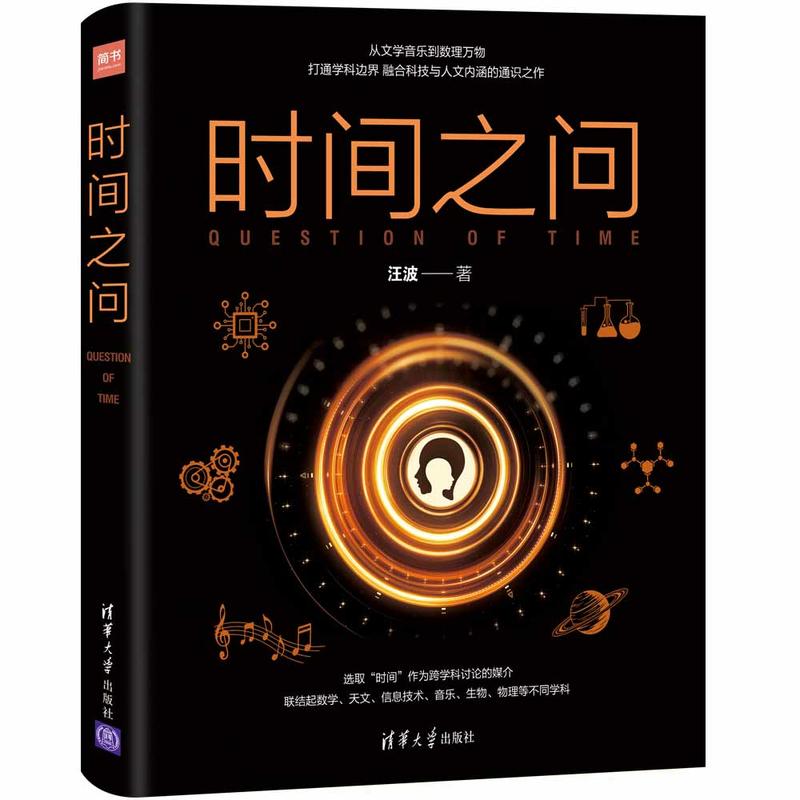 简书
时间之问
QUESTION
OF
TIME
清华大学出版社
从文学音乐到数理万物
打通学科边界 融合科技与人文内涵的通识之作
时间之问
QUESTION OF TIME
汪波——著
选取“时间”作为跨学科讨论的媒介
联结起数学、天文、信息技术、音乐、生物、物理等不同学科
清华大学出版社